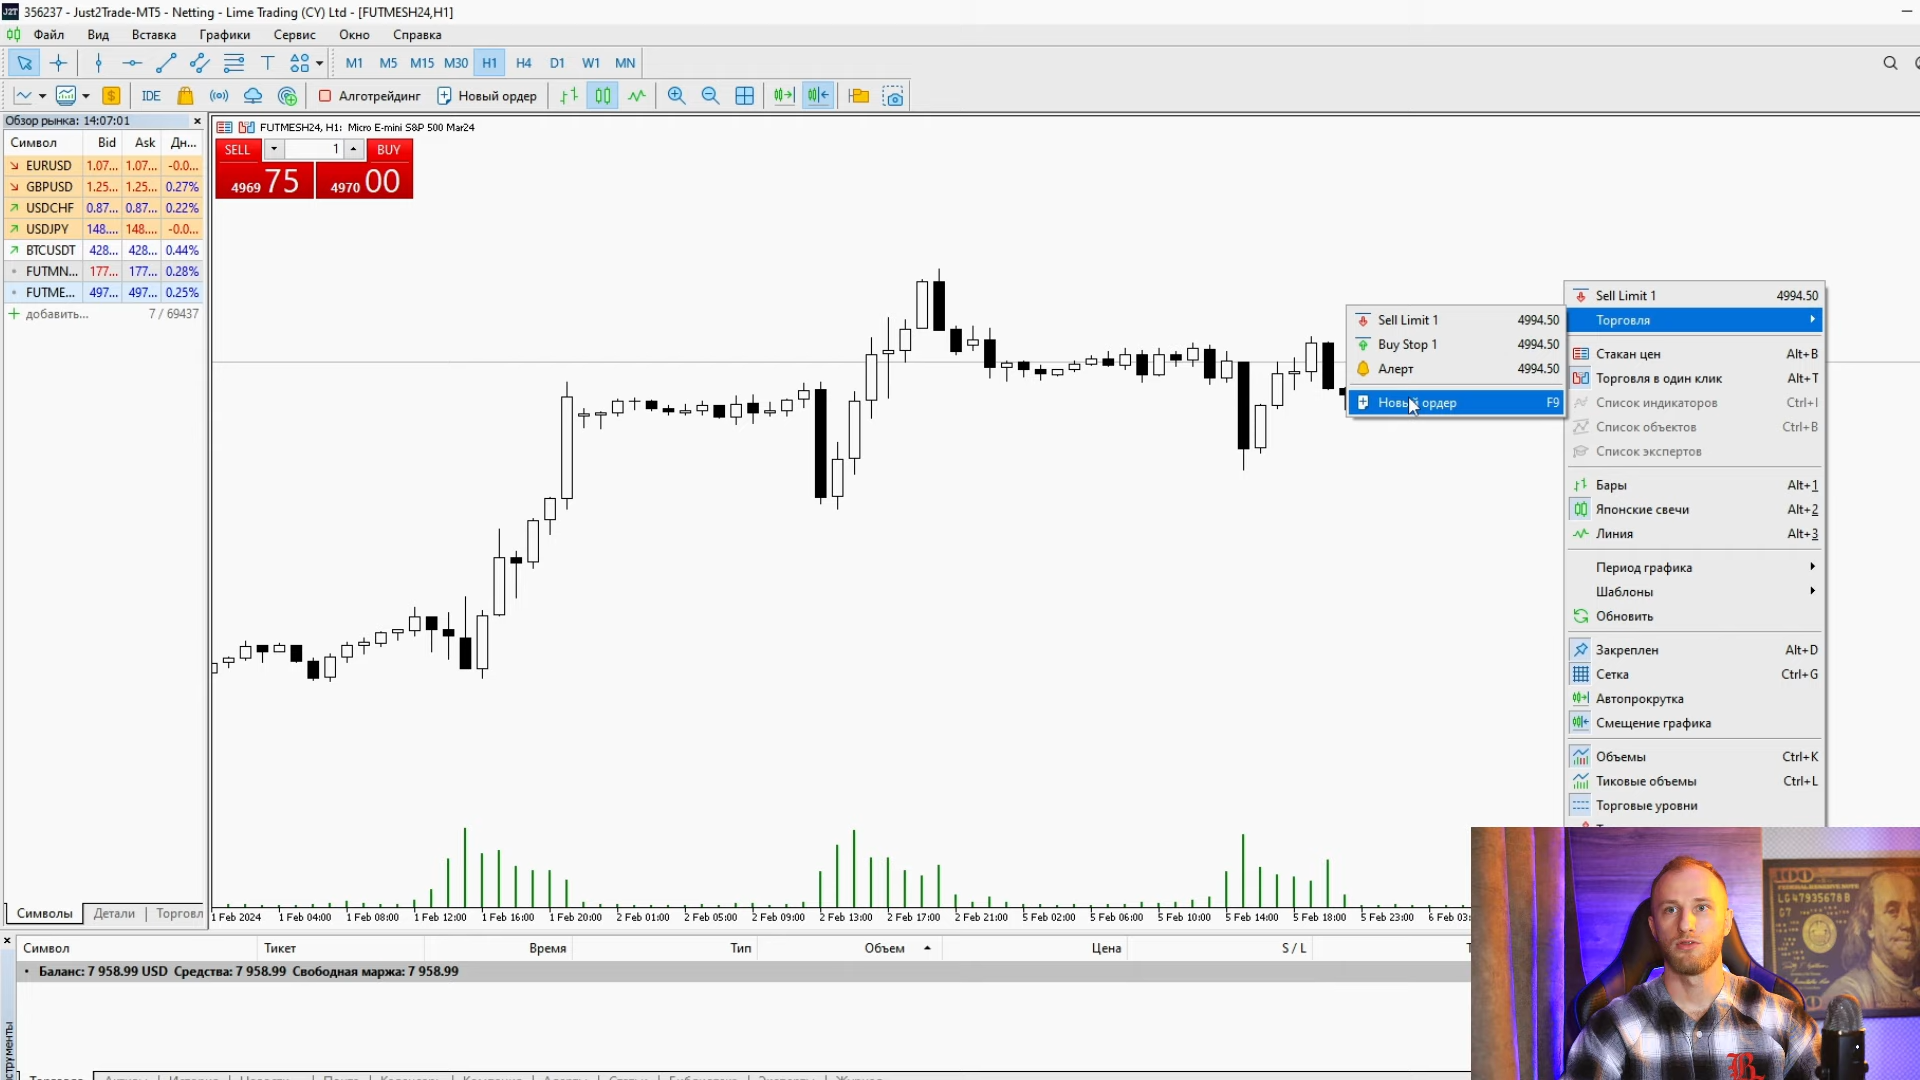 356237 - Just2Trade-MT5 - Netting - Lime Trading (CY) Ltd - [FUTMESH24,H1]
Файл Вид Вставка Графики Сервис Окно Справка
M1 M5 M15 M30 H1 H4 D1 W1 MN
IDE Алготрейдинг Новый ордер
Обзор рынка: 14:07:01
Символ Bid Ask Дн...
EURUSD 1.07... 1.07... -0.0...
GBPUSD 1.25... 1.25... 0.27%
USDCHF 0.87... 0.87... 0.22%
USDJPY 148.... 148.... -0.0...
BTCUSDT 428... 428... 0.44%
FUTMN... 177... 177... 0.28%
FUTME... 497... 497... 0.25%
добавить... 7 / 69437
Символы Детали Торговл
FUTMESH24, H1: Micro E-mini S&P 500 Mar24
SELL 1 BUY
4969 75 4970 00
Sell Limit 1 4994.50
Buy Stop 1 4994.50
Алерт 4994.50
Новый ордер F9
Sell Limit 1 4994.50
Торговля
Стакан цен Alt+B
Торговля в один клик Alt+T
Список индикаторов Ctrl+I
Список объектов Ctrl+B
Список экспертов
Бары Alt+1
Японские свечи Alt+2
Линия Alt+3
Период графика
Шаблоны
Обновить
Закреплен Alt+D
Сетка Ctrl+G
Автопрокрутка
Смещение графика
Объемы Ctrl+K
Тиковые объемы Ctrl+L
Торговые уровни
1 Feb 2024 1 Feb 04:00 1 Feb 08:00 1 Feb 12:00 1 Feb 16:00 1 Feb 20:00 2 Feb 01:00 2 Feb 05:00 2 Feb 09:00 2 Feb 13:00 2 Feb 17:00 2 Feb 21:00 5 Feb 02:00 5 Feb 06:00 5 Feb 10:00 5 Feb 14:00 5 Feb 18:00 5 Feb 23:00 6 Feb 03:
Символ Тикет Время Тип Объем Цена S / L
Баланс: 7 958.99 USD Средства: 7 958.99 Свободная маржа: 7 958.99
100
LG47935678B